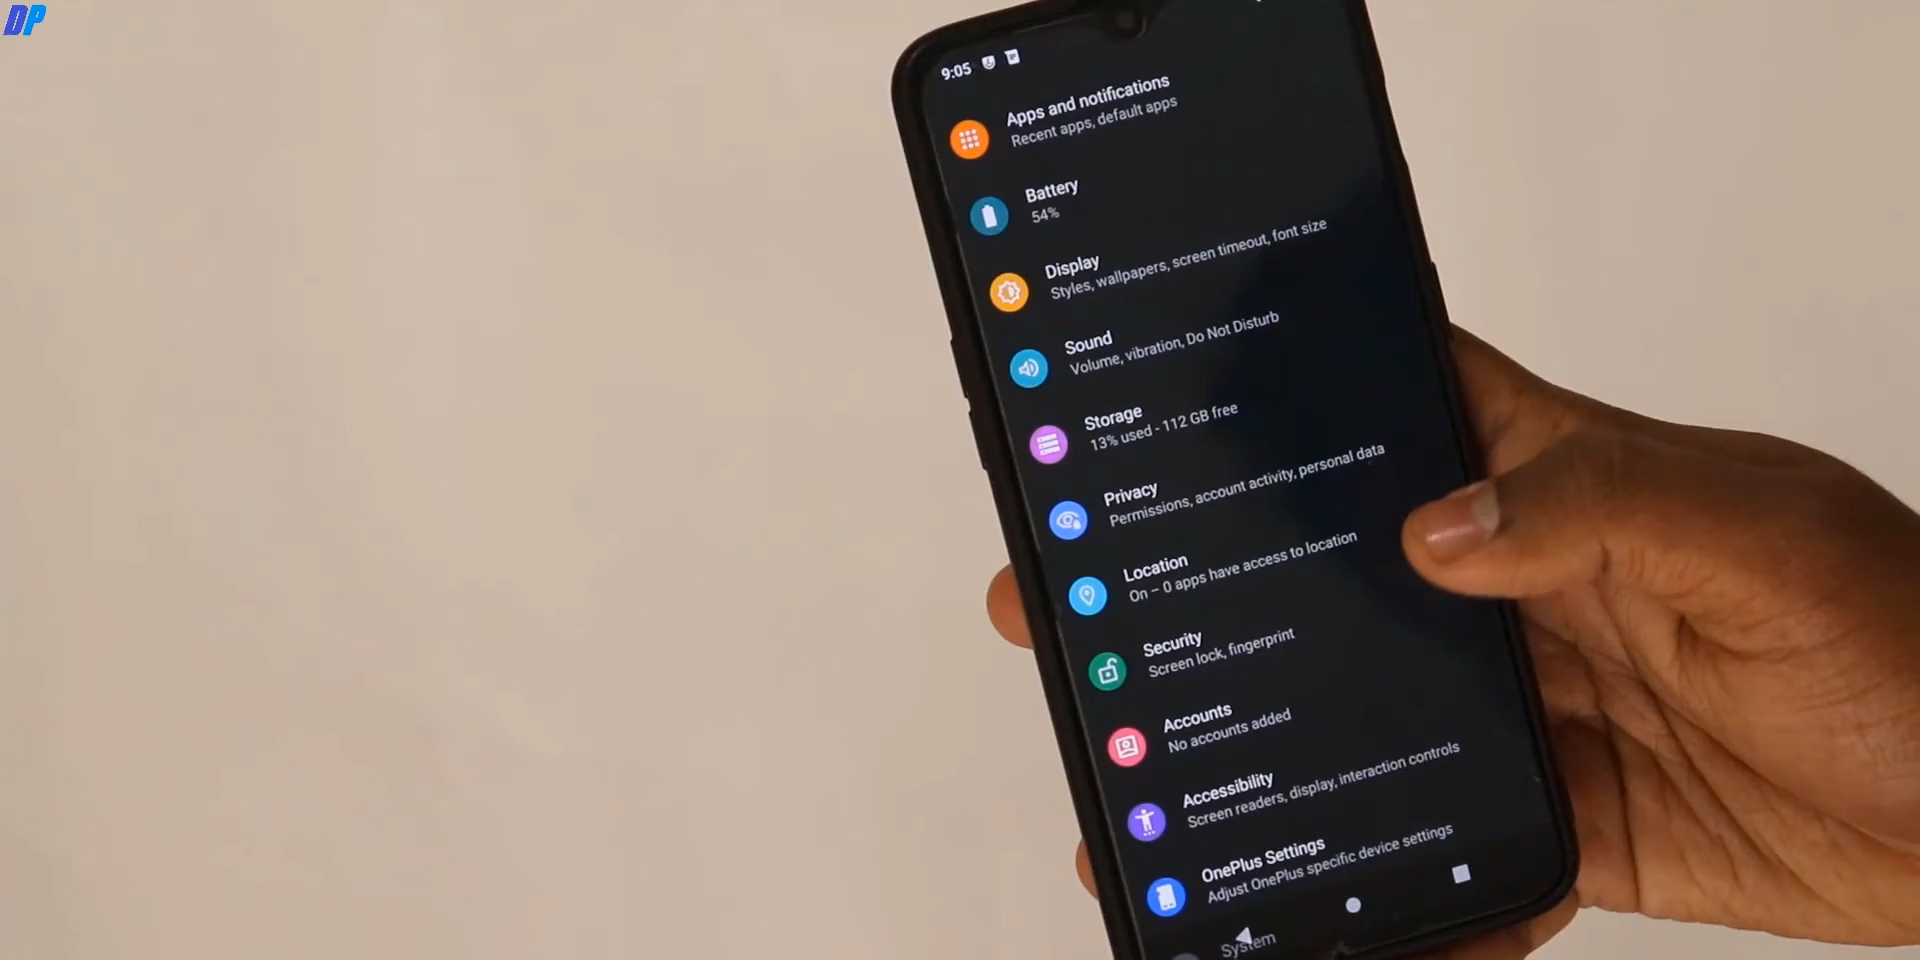 DP
9:05
Apps and notifications
Recent apps, default apps
Battery
54%
Display
Styles, wallpapers, screen timeout, font size
Sound
Volume, vibration, Do Not Disturb
Storage
13% used - 112 GB free
Privacy
Permissions, account activity, personal data
Location
On – 0 apps have access to location
Security
Screen lock, fingerprint
Accounts
No accounts added
Accessibility
Screen readers, display, interaction controls
OnePlus Settings
Adjust OnePlus specific device settings
System